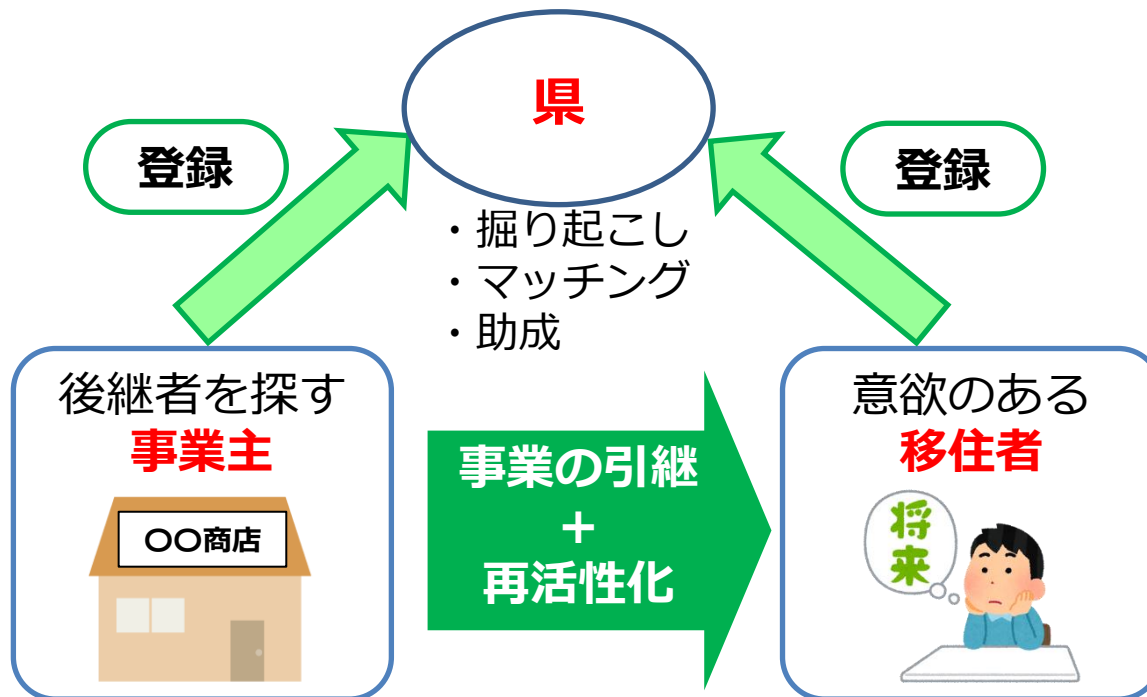 県
登録
登録
・掘り起こし
・マッチング
・助成
後継者を探す
事業主
〇〇商店
事業の引継
+
再活性化
意欲のある
移住者
将来